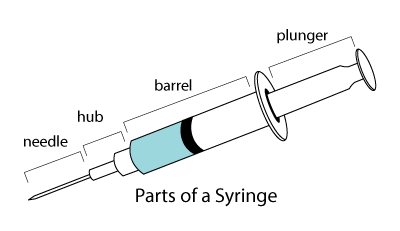 plunger
barrel
hub
needle
Parts of a Syringe